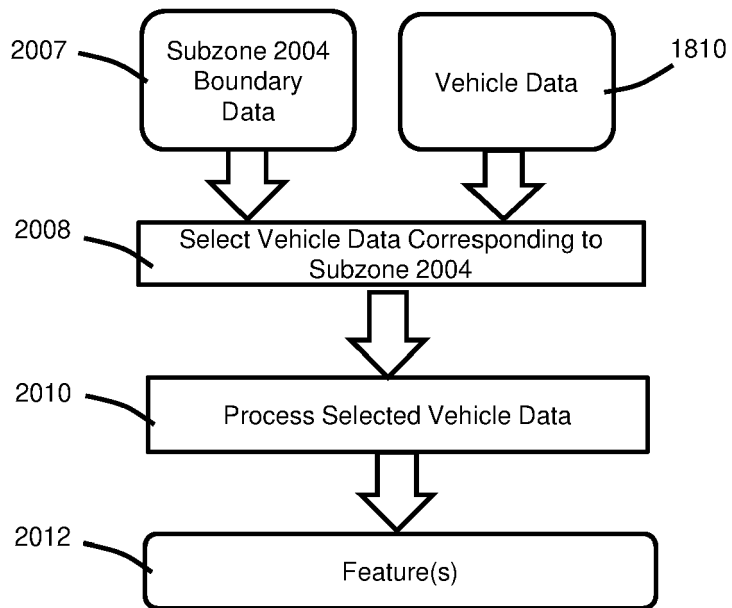 2007
Subzone 2004
Boundary
Data
Vehicle Data
1810
2008
Select Vehicle Data Corresponding to
Subzone 2004
2010
Process Selected Vehicle Data
2012
Feature(s)